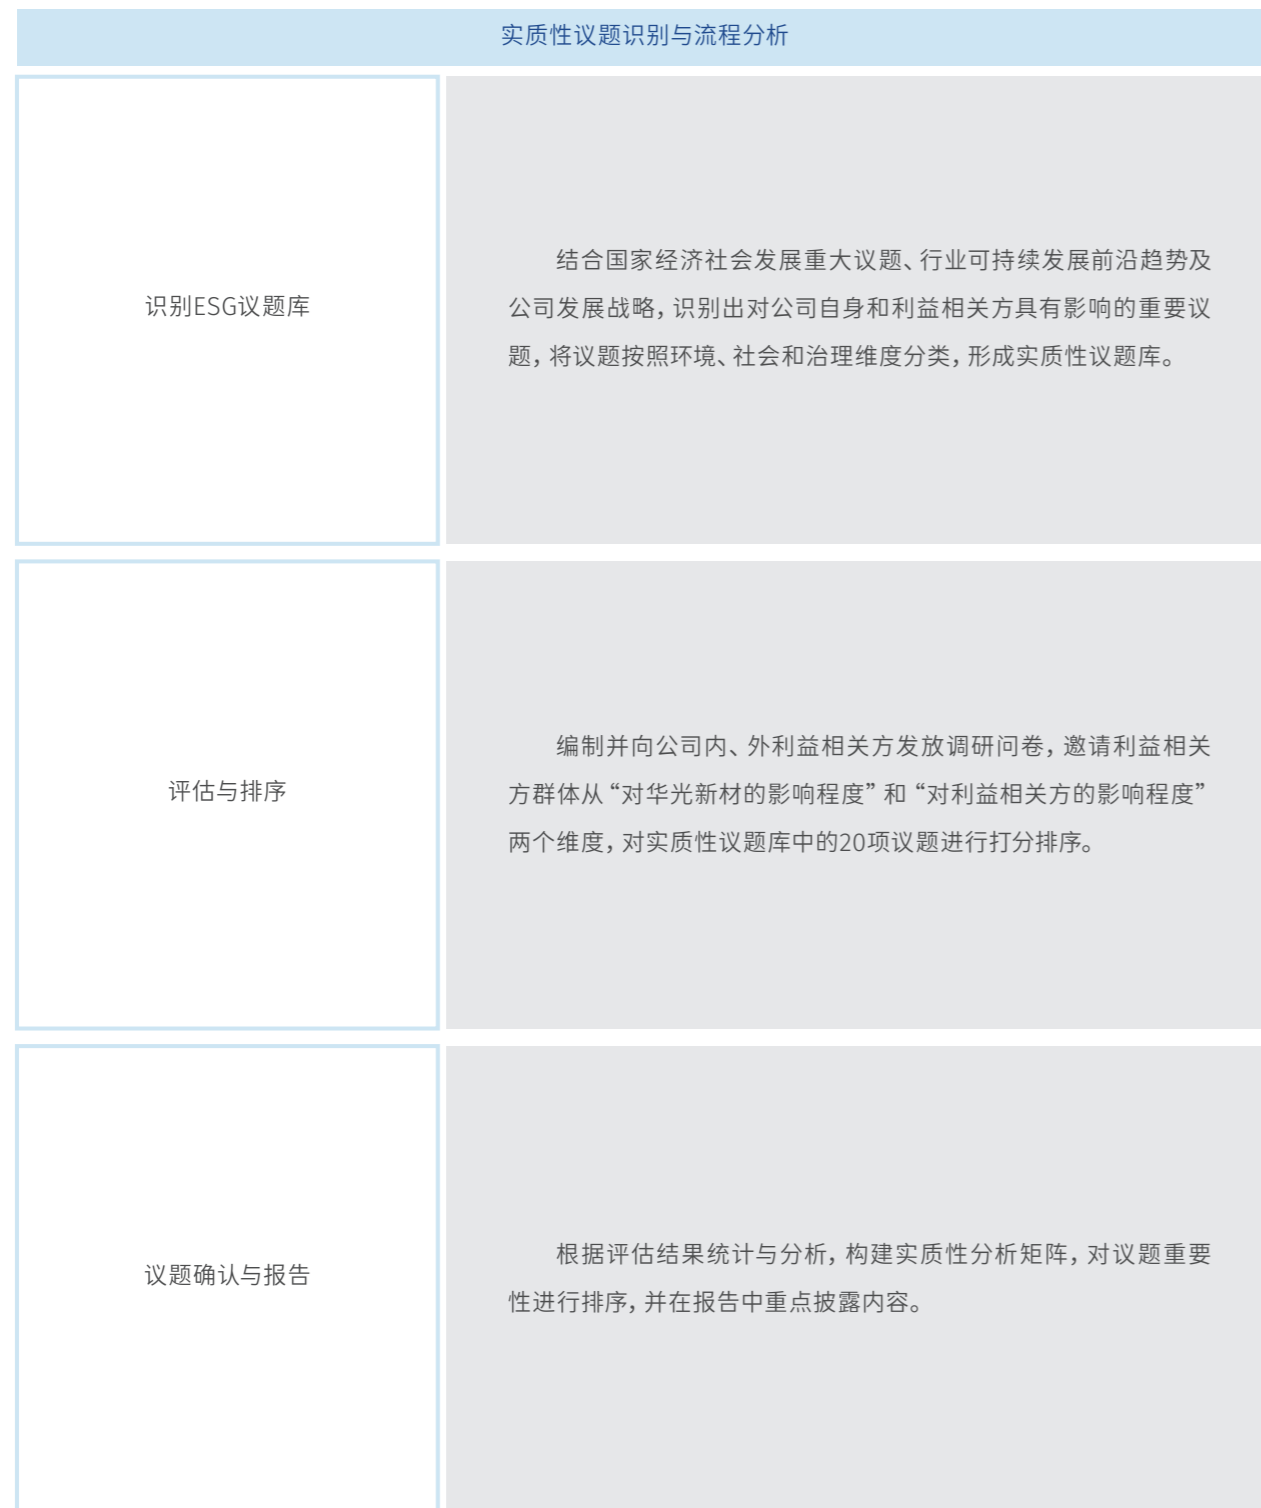 实质性议题识别与流程分析
识别ESG议题库
结合国家经济社会发展重大议题、行业可持续发展前沿趋势及
公司发展战略，识别出对公司自身和利益相关方具有影响的重要议
题，将议题按照环境、社会和治理维度分类，形成实质性议题库。
评估与排序
编制并向公司内、外利益相关方发放调研问卷，邀请利益相关
方群体从“对华光新材的影响程度”和“对利益相关方的影响程度”
两个维度，对实质性议题库中的20项议题进行打分排序。
议题确认与报告
根据评估结果统计与分析，构建实质性分析矩阵，对议题重要
性进行排序，并在报告中重点披露内容。